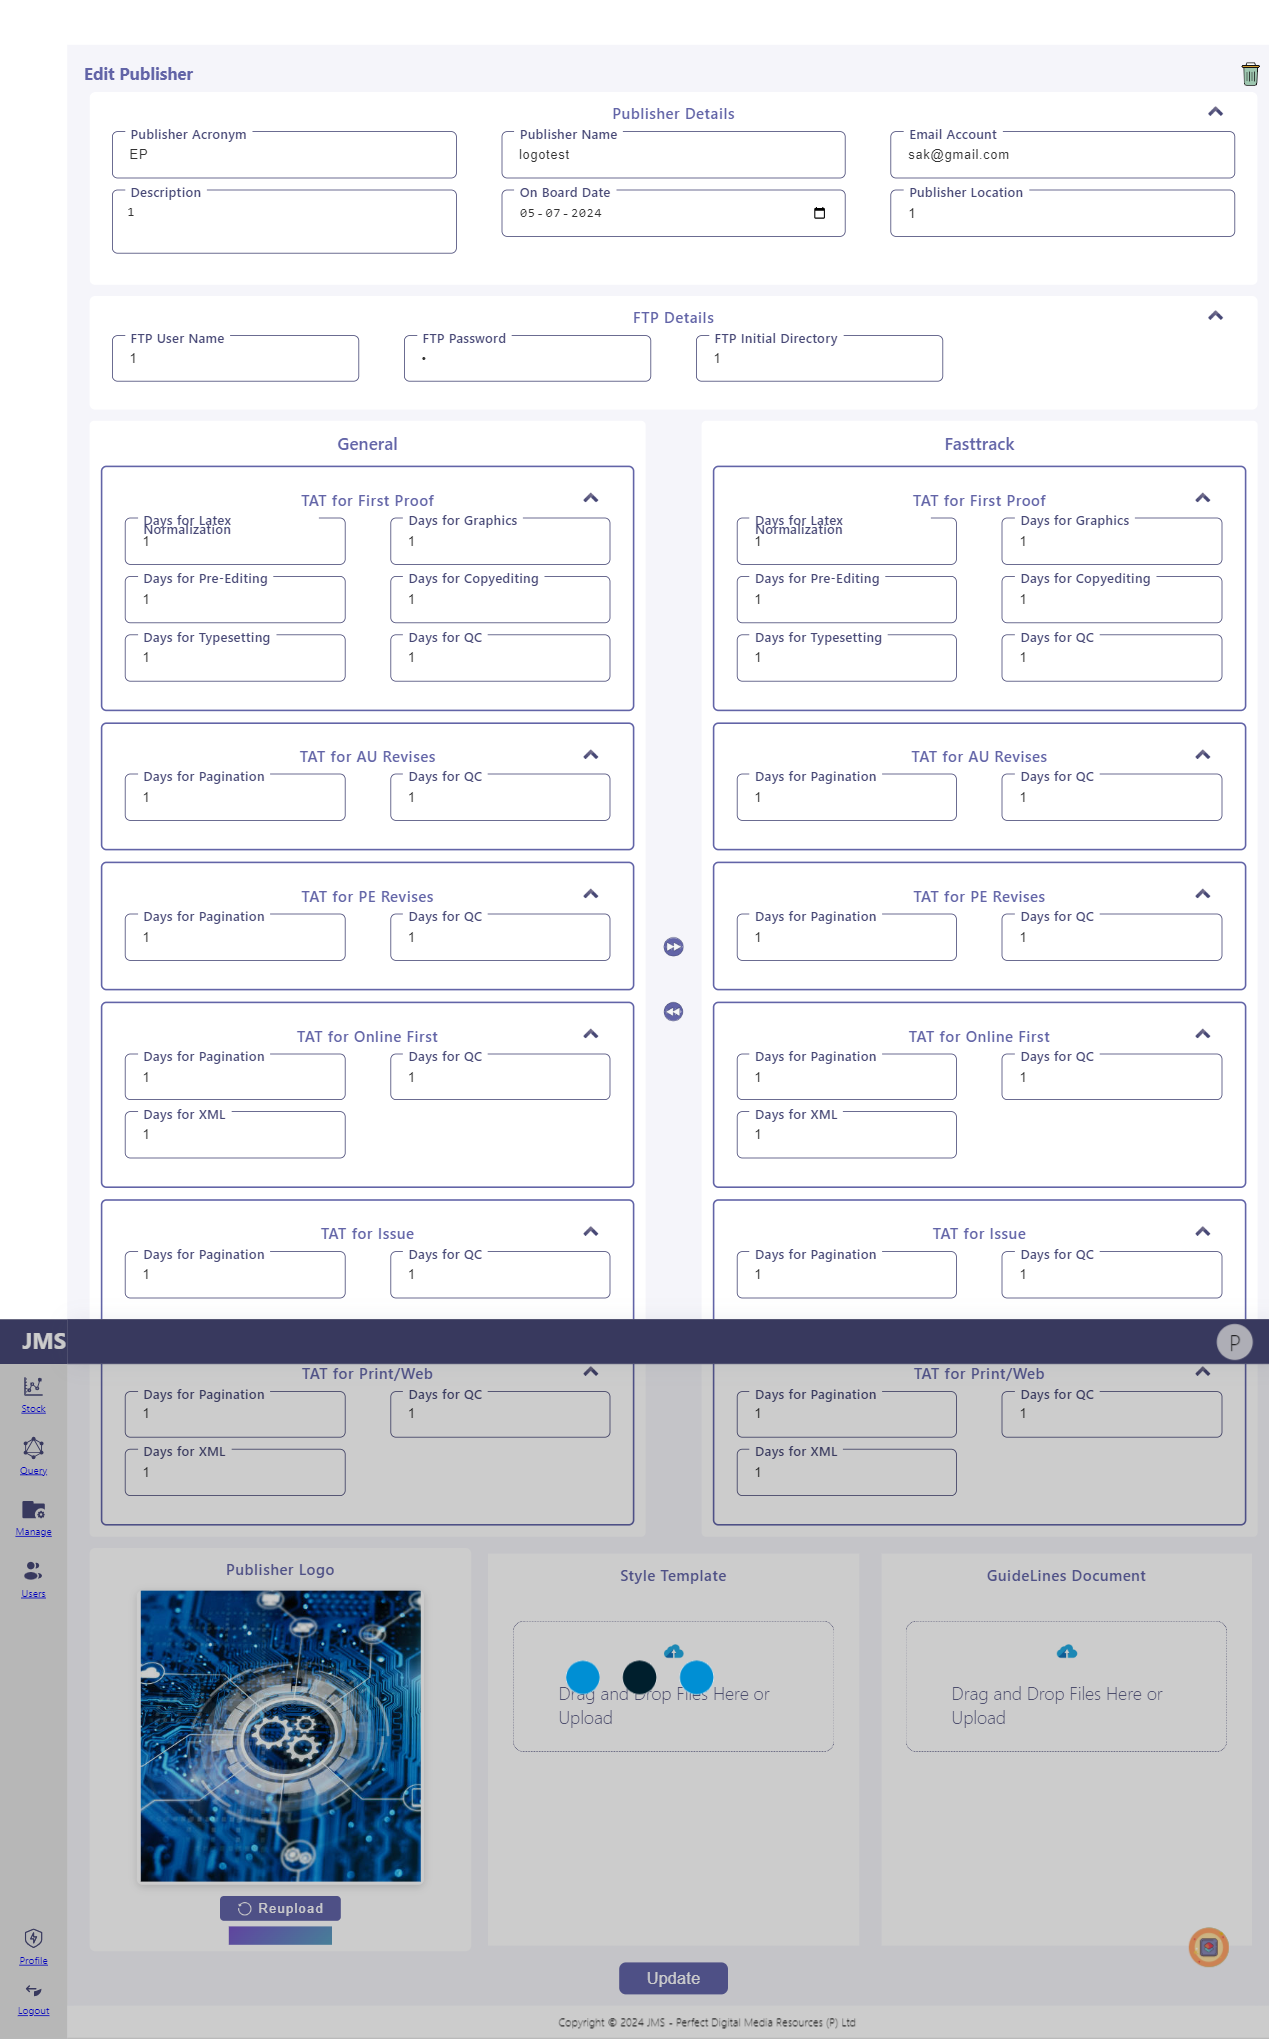 Edit Publisher
Publisher Details
Publisher Acronym
EP
Publisher Name
logotest
Email Account
sak@gmail.com
Description
1
On Board Date
05-07-2024
Publisher Location
1
FTP Details
FTP User Name
1
FTP Password
•
FTP Initial Directory
1
General
TAT for First Proof
Days for Latex
Normalization
1
Days for Graphics
1
Days for Pre-Editing
1
Days for Copyediting
1
Days for Typesetting
1
Days for QC
1
TAT for AU Revises
Days for Pagination
1
Days for QC
1
TAT for PE Revises
Days for Pagination
1
Days for QC
1
TAT for Online First
Days for Pagination
1
Days for QC
1
Days for XML
1
TAT for Issue
Days for Pagination
1
Days for QC
1
TAT for Print/Web
Days for Pagination
1
Days for QC
1
Days for XML
1
Fasttrack
TAT for First Proof
Days for Latex
Normalization
1
Days for Graphics
1
Days for Pre-Editing
1
Days for Copyediting
1
Days for Typesetting
1
Days for QC
1
TAT for AU Revises
Days for Pagination
1
Days for QC
1
TAT for PE Revises
Days for Pagination
1
Days for QC
1
TAT for Online First
Days for Pagination
1
Days for QC
1
Days for XML
1
TAT for Issue
Days for Pagination
1
Days for QC
1
TAT for Print/Web
Days for Pagination
1
Days for QC
1
Days for XML
1
JMS
P
Stock
Query
Manage
Users
Profile
Logout
Publisher Logo
Reupload
Style Template
Drag and Drop Files Here or
Upload
GuideLines Document
Drag and Drop Files Here or
Upload
Update
Copyright © 2024 JMS - Perfect Digital Media Resources (P) Ltd